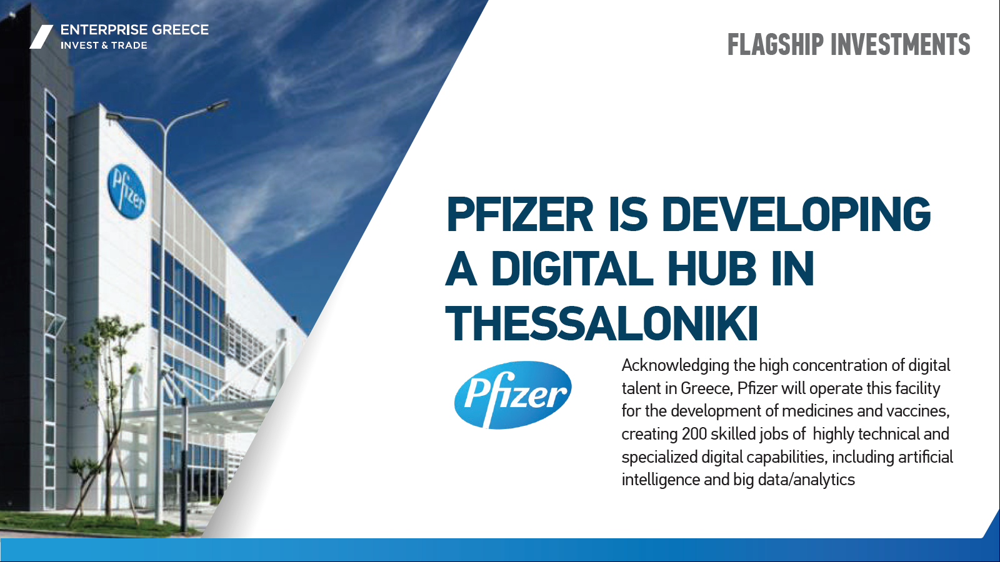 ENTERPRISE GREECE
INVEST & TRADE
FLAGSHIP INVESTMENTS
Pfizer
PFIZER IS DEVELOPING
A DIGITAL HUB IN
THESSALONIKI
Pfizer
Acknowledging the high concentration of digital
talent in Greece, Pfizer will operate this facility
for the development of medicines and vaccines,
creating 200 skilled jobs of  highly technical and
specialized digital capabilities, including artificial
intelligence and big data/analytics